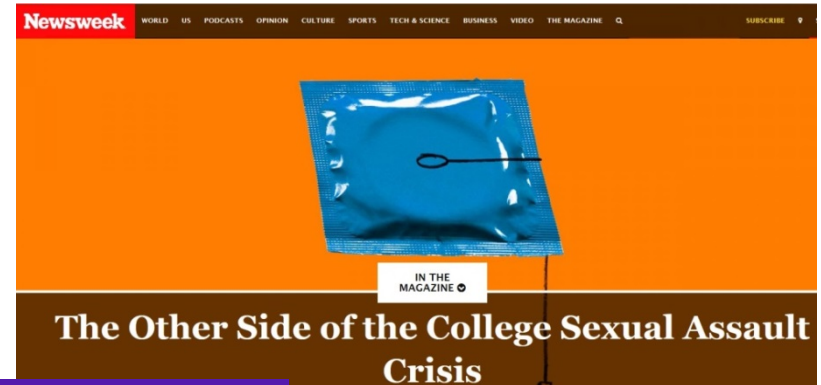 Newsweek WORLD US PODCASTS OPINION CULTURE SPORTS TECH & SCIENCE BUSINESS VIDEO THE MAGAZINE SUBSCRIBE
IN THE
MAGAZINE
The Other Side of the College Sexual Assault
Crisis